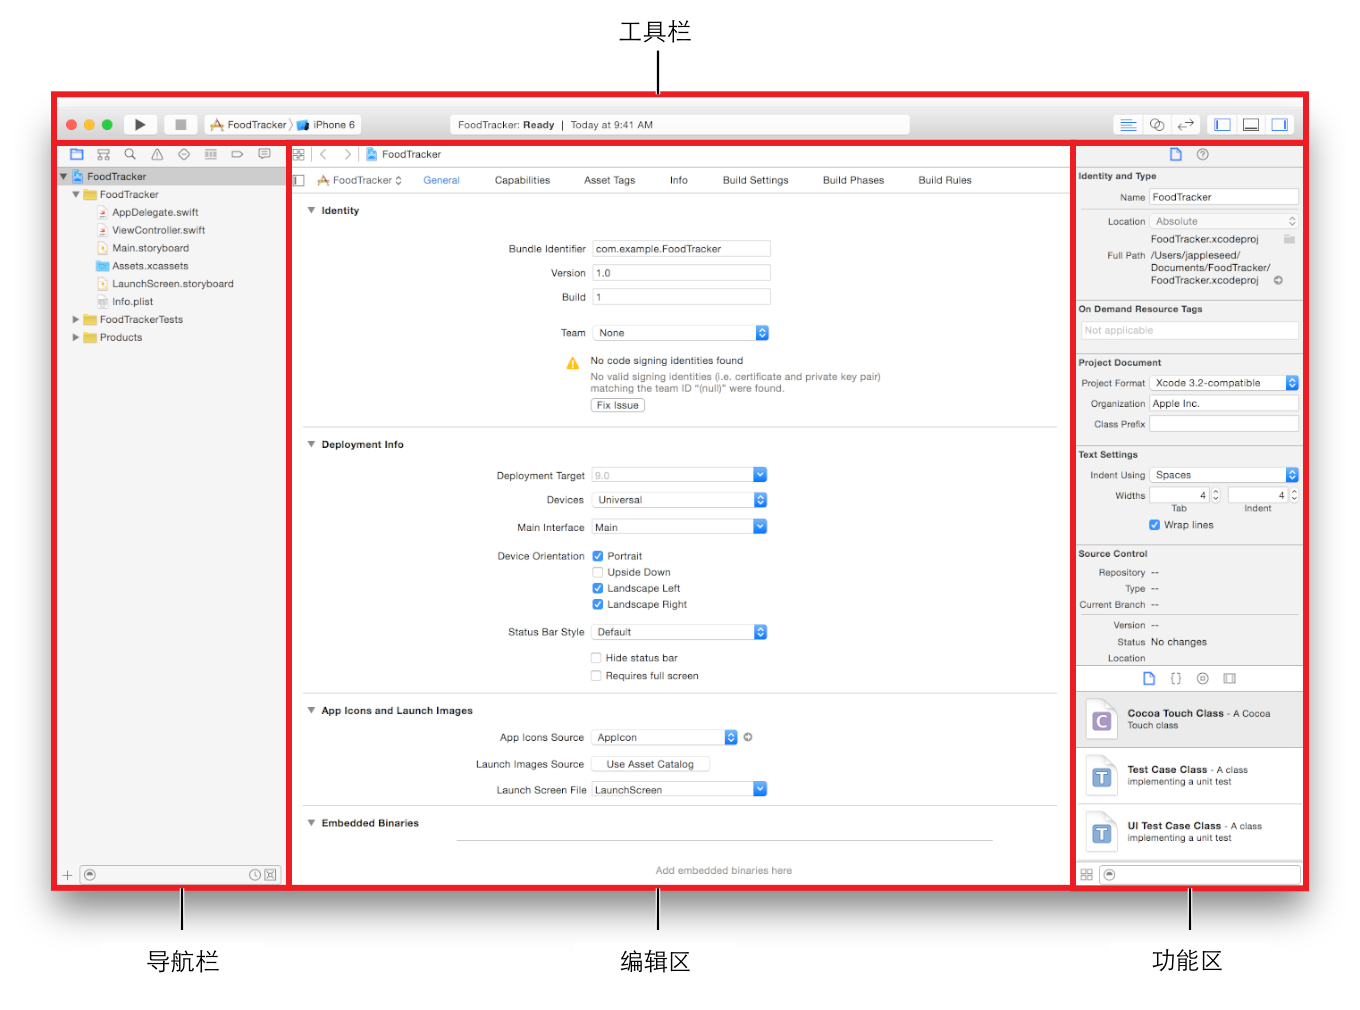 工具栏
FoodTracker
iPhone 6
FoodTracker: Ready | Today at 9:41 AM
FoodTracker
FoodTracker
AppDelegate.swift
ViewController.swift
Main.storyboard
Assets.xcassets
LaunchScreen.storyboard
Info.plist
FoodTrackerTests
Products
FoodTracker
FoodTracker
General
Capabilities
Asset Tags
Info
Build Settings
Build Phases
Build Rules
Identity
Bundle Identifier com.example.FoodTracker
Version 1.0
Build 1
Team None
No code signing identities found
No valid signing identities (i.e. certificate and private key pair)
matching the team ID "(null)" were found.
Fix Issue
Deployment Info
Deployment Target 9.0
Devices Universal
Main Interface Main
Device Orientation Portrait
Upside Down
Landscape Left
Landscape Right
Status Bar Style Default
Hide status bar
Requires full screen
App Icons and Launch Images
App Icons Source AppIcon
Launch Images Source Use Asset Catalog
Launch Screen File LaunchScreen
Embedded Binaries
Add embedded binaries here
Identity and Type
Name FoodTracker
Location Absolute
FoodTracker.xcodeproj
Full Path /Users/jappleseed/
Documents/FoodTracker/
FoodTracker.xcodeproj
On Demand Resource Tags
Not applicable
Project Document
Project Format Xcode 3.2-compatible
Organization Apple Inc.
Class Prefix
Text Settings
Indent Using Spaces
Widths 4 4
Tab Indent
Wrap lines
Source Control
Repository --
Type --
Current Branch --
Version --
Status No changes
Location
C
Cocoa Touch Class - A Cocoa
Touch class
T
Test Case Class - A class
implementing a unit test
T
UI Test Case Class - A class
implementing a unit test
导航栏
编辑区
功能区